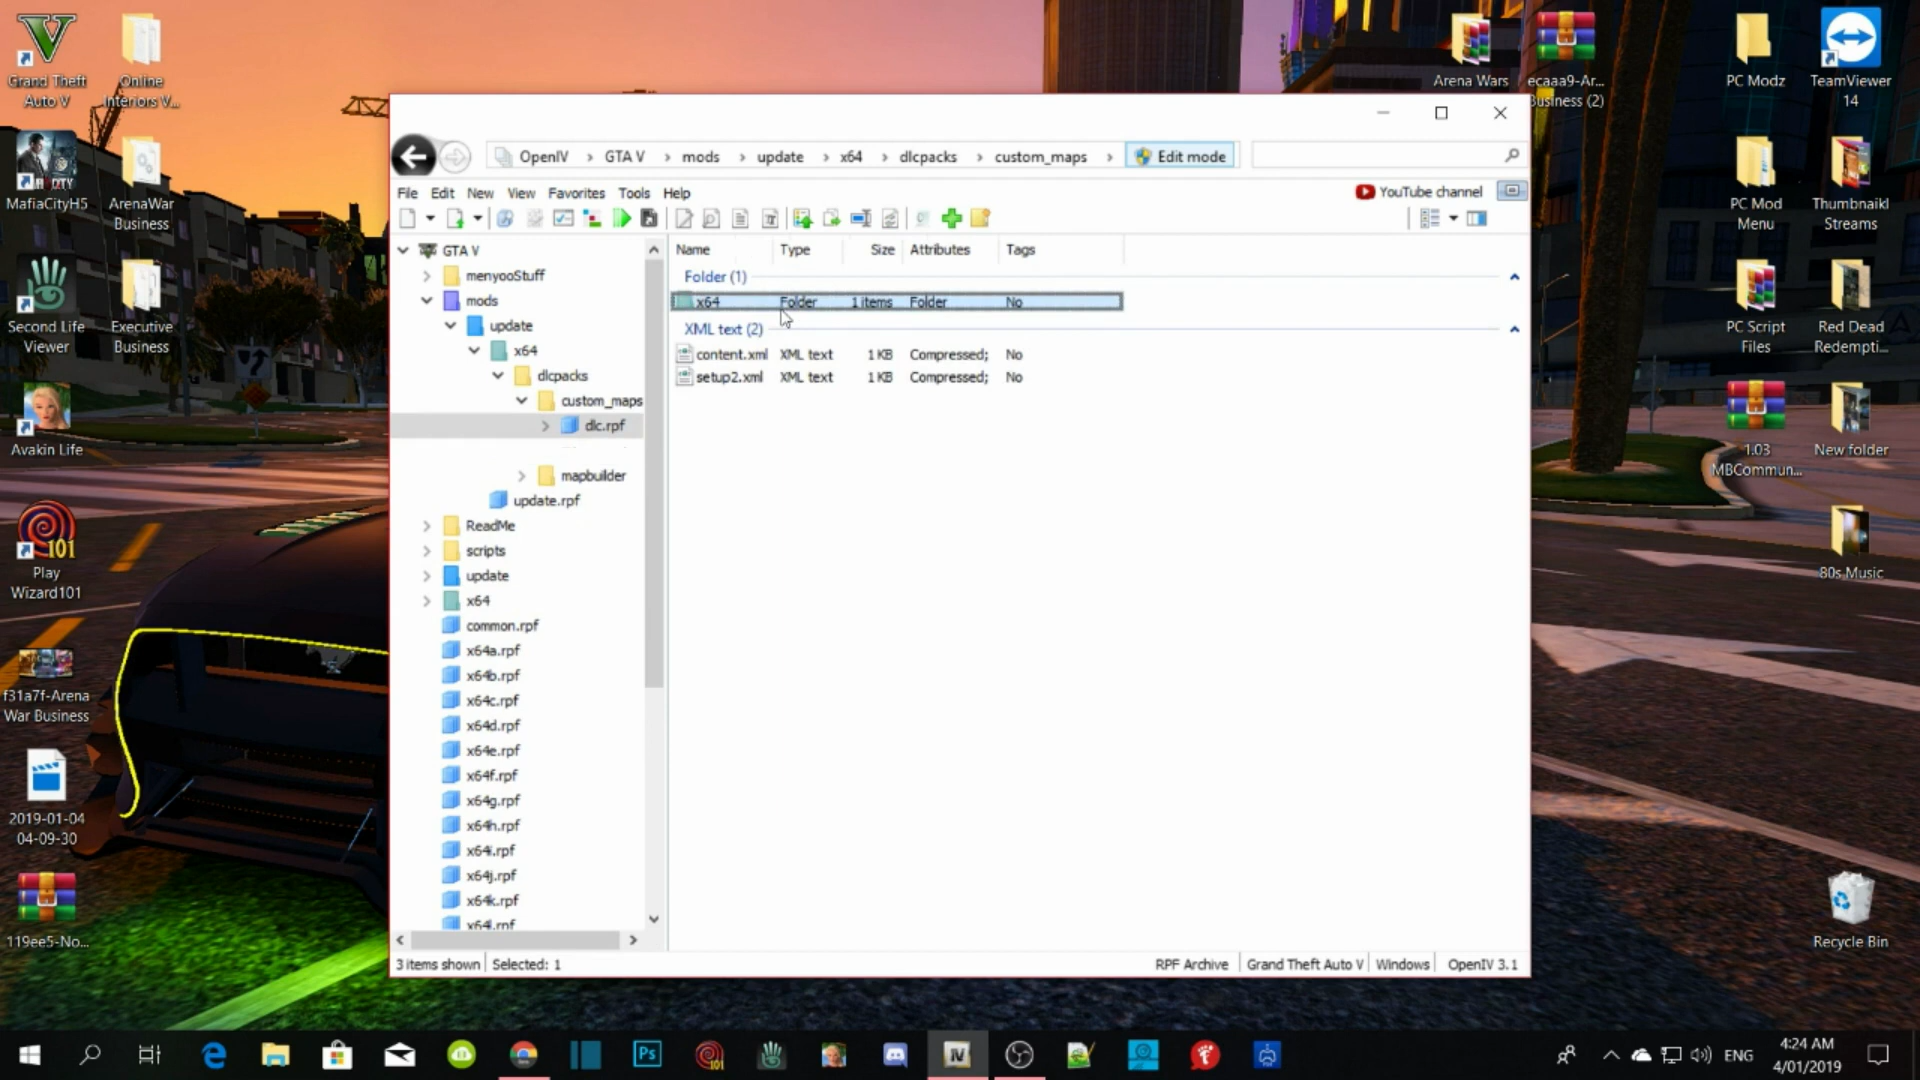 Grand Theft
Auto V
Online
Interiors V...
MafiaCityH5
ArenaWar
Business
Second Life
Viewer
Executive
Business
Avakin Life
101
Play
Wizard101
f31a7f-Arena
War Business
2019-01-04
04-09-30
119ee5-No...
OpenIV
GTA V
mods
update
x64
dlcpacks
custom_maps
Edit mode
File
Edit
New
View
Favorites
Tools
Help
YouTube channel
GTA V
menyooStuff
mods
update
x64
dlcpacks
custom_maps
dlc.rpf
mapbuilder
update.rpf
ReadMe
scripts
update
x64
common.rpf
x64a.rpf
x64b.rpf
x64c.rpf
x64d.rpf
x64e.rpf
x64f.rpf
x64g.rpf
x64h.rpf
x64i.rpf
x64j.rpf
x64k.rpf
x64l.rpf
Name Type Size Attributes Tags
Folder (1)
x64 Folder 1 items Folder No
XML text (2)
content.xml XML text 1 KB Compressed; No
setup2.xml XML text 1 KB Compressed; No
3 items shown
Selected: 1
RPF Archive
Grand Theft Auto V
Windows
OpenIV 3.1
Arena Wars
ecaaa9-Ar...
Business (2)
PC Modz
TeamViewer
14
PC Mod
Menu
Thumbnaikl
Streams
PC Script
Files
Red Dead
Redempti...
1.03
MBCommun...
New folder
80s Music
Recycle Bin
Ps
101
IV
ENG
4:24 AM
4/01/2019